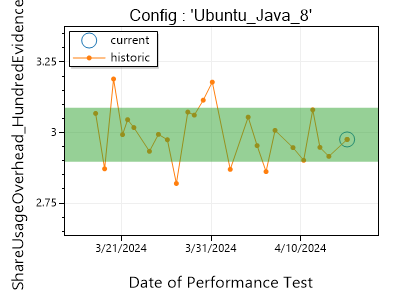 Config : 'Ubuntu_Java_8'
current
historic
ShareUsageOverhead_HundredEvidence
3.25
3
2.75
3/21/2024
3/31/2024
4/10/2024
Date of Performance Test